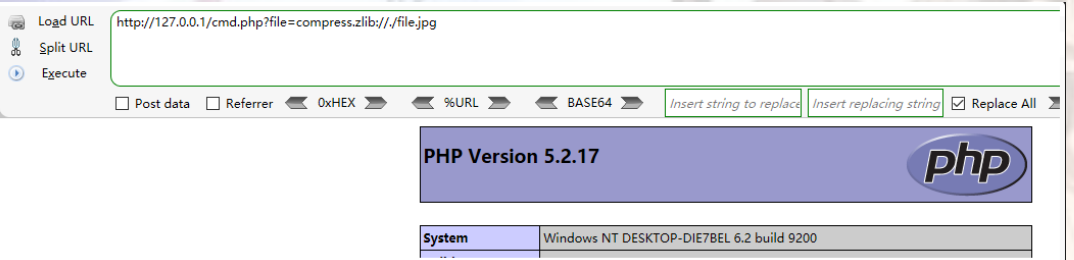 Load URL
http://127.0.0.1/cmd.php?file=compress.zlib://./file.jpg
Split URL
Execute
Post data Referrer 0xHEX %URL BASE64 Insert string to replace Insert replacing string Replace All
PHP Version 5.2.17
php
System Windows NT DESKTOP-DIE7BEL 6.2 build 9200